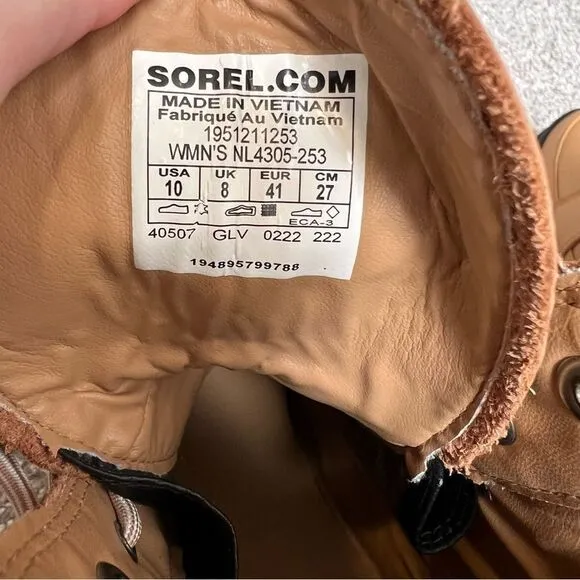 SOREL.COM
MADE IN VIETNAM
Fabriqué Au Vietnam
1951211253
WMN'S NL4305-253
USA UK EUR CM
10 8 41 27
ECA-3
40507 GLV 0222 222
194895799788